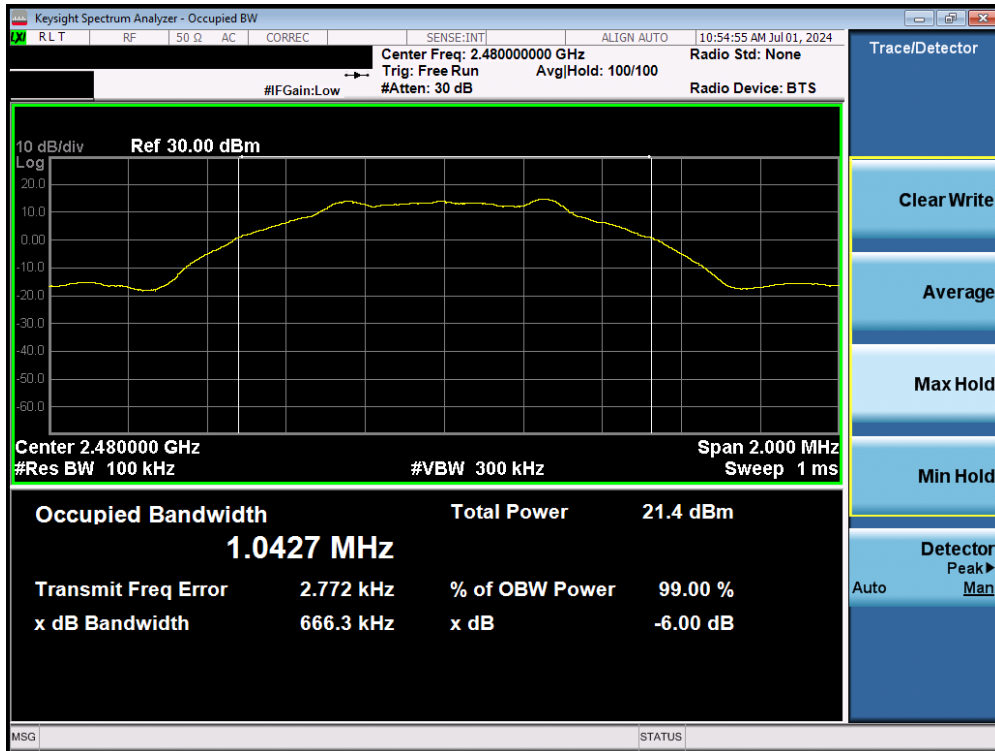 Keysight Spectrum Analyzer - Occupied BW
LXI RLT RF 50 Ω AC CORREC SENSE:INT ALIGN AUTO 10:54:55 AM Jul 01, 2024
Center Freq: 2.480000000 GHz Radio Std: None
Trig: Free Run Avg|Hold: 100/100
#IFGain:Low #Atten: 30 dB Radio Device: BTS
10 dB/div Ref 30.00 dBm
Log
20.0
10.0
0.00
-10.0
-20.0
-30.0
-40.0
-50.0
-60.0
Center 2.480000 GHz Span 2.000 MHz
#Res BW 100 kHz #VBW 300 kHz Sweep 1 ms
Occupied Bandwidth Total Power 21.4 dBm
1.0427 MHz
Transmit Freq Error 2.772 kHz % of OBW Power 99.00 %
x dB Bandwidth 666.3 kHz x dB -6.00 dB
MSG STATUS
Trace/Detector
Clear Write
Average
Max Hold
Min Hold
Detector
Peak▶
Auto Man